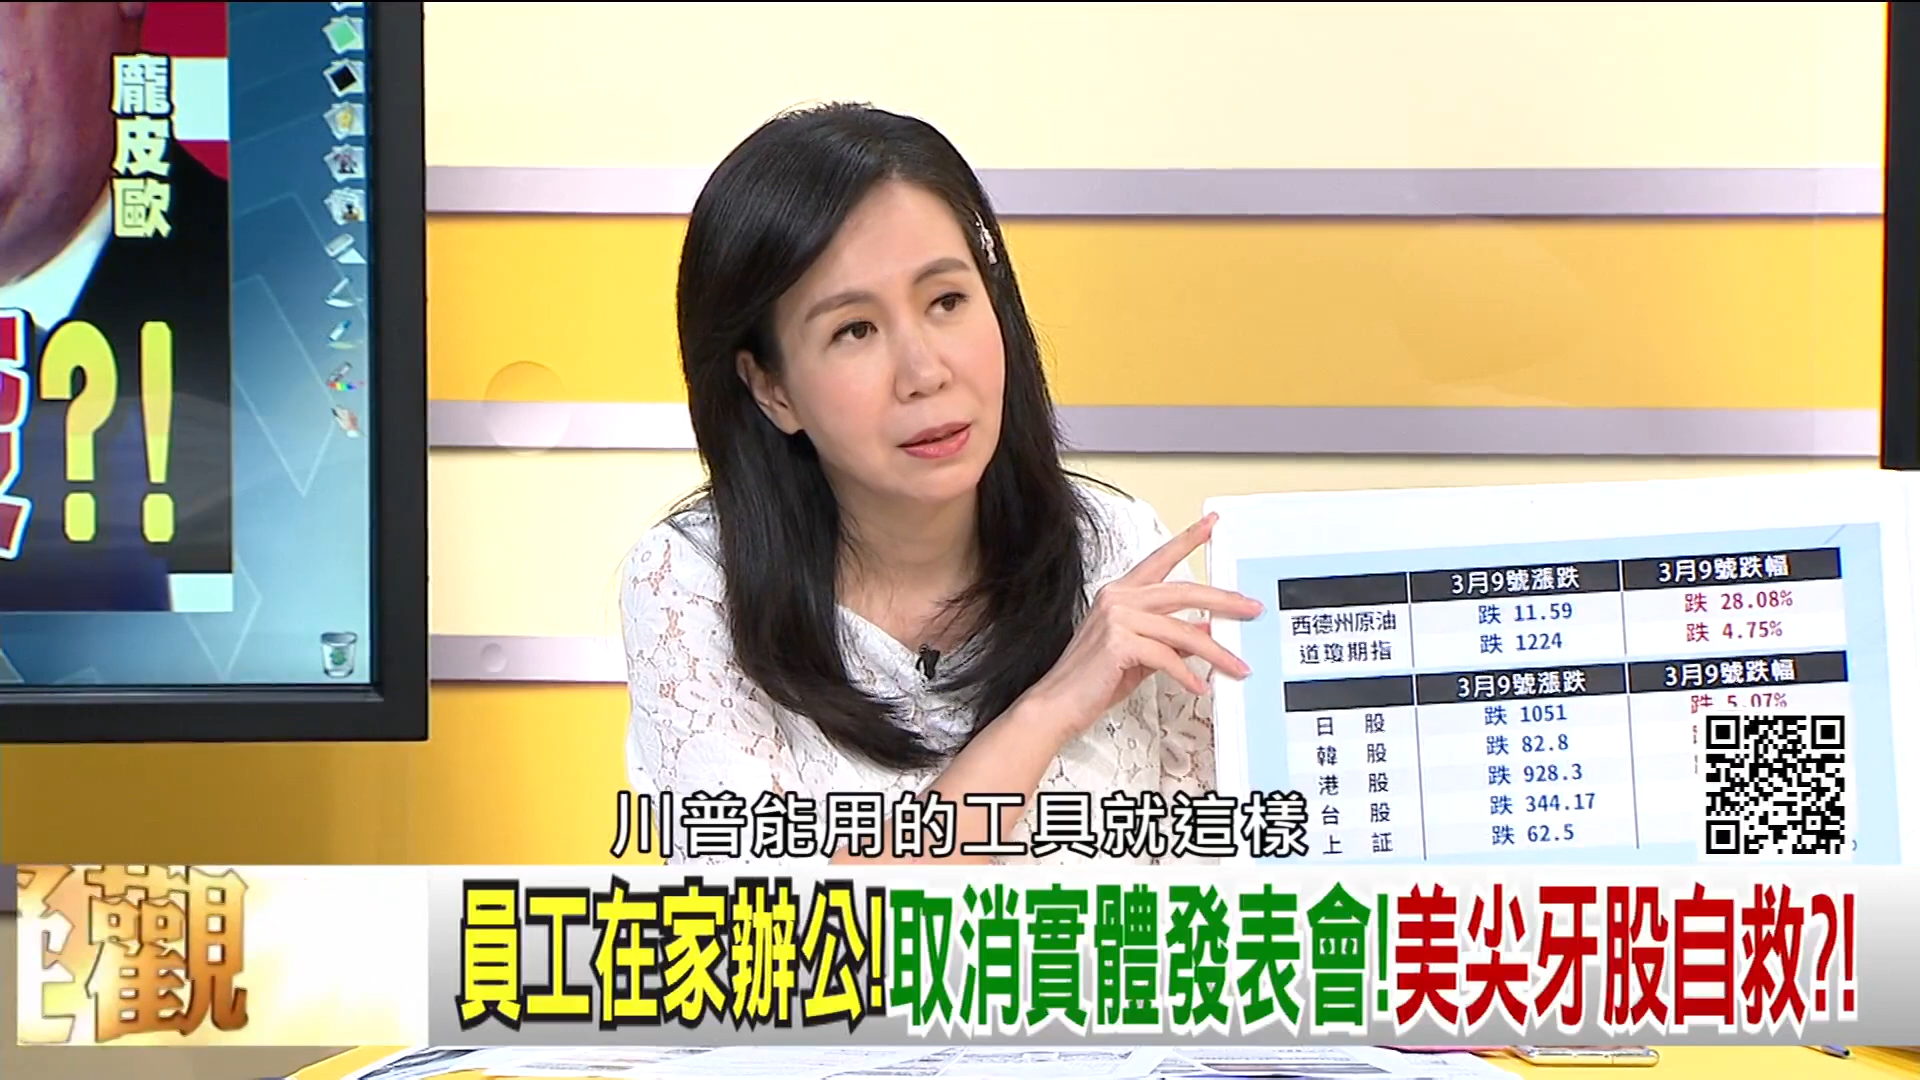 龐皮歐
?!
3月9號漲跌 3月9號跌幅
西德州原油 跌 11.59 跌 28.08%
道瓊期指 跌 1224 跌 4.75%
3月9號漲跌 3月9號跌幅
日股 跌 1051 跌 5.07%
韓股 跌 82.8
港股 跌 928.3
台股 跌 344.17
上証 跌 62.5
川普能用的工具就這樣
觀
員工在家辦公!取消實體發表會!美尖牙股自救?!